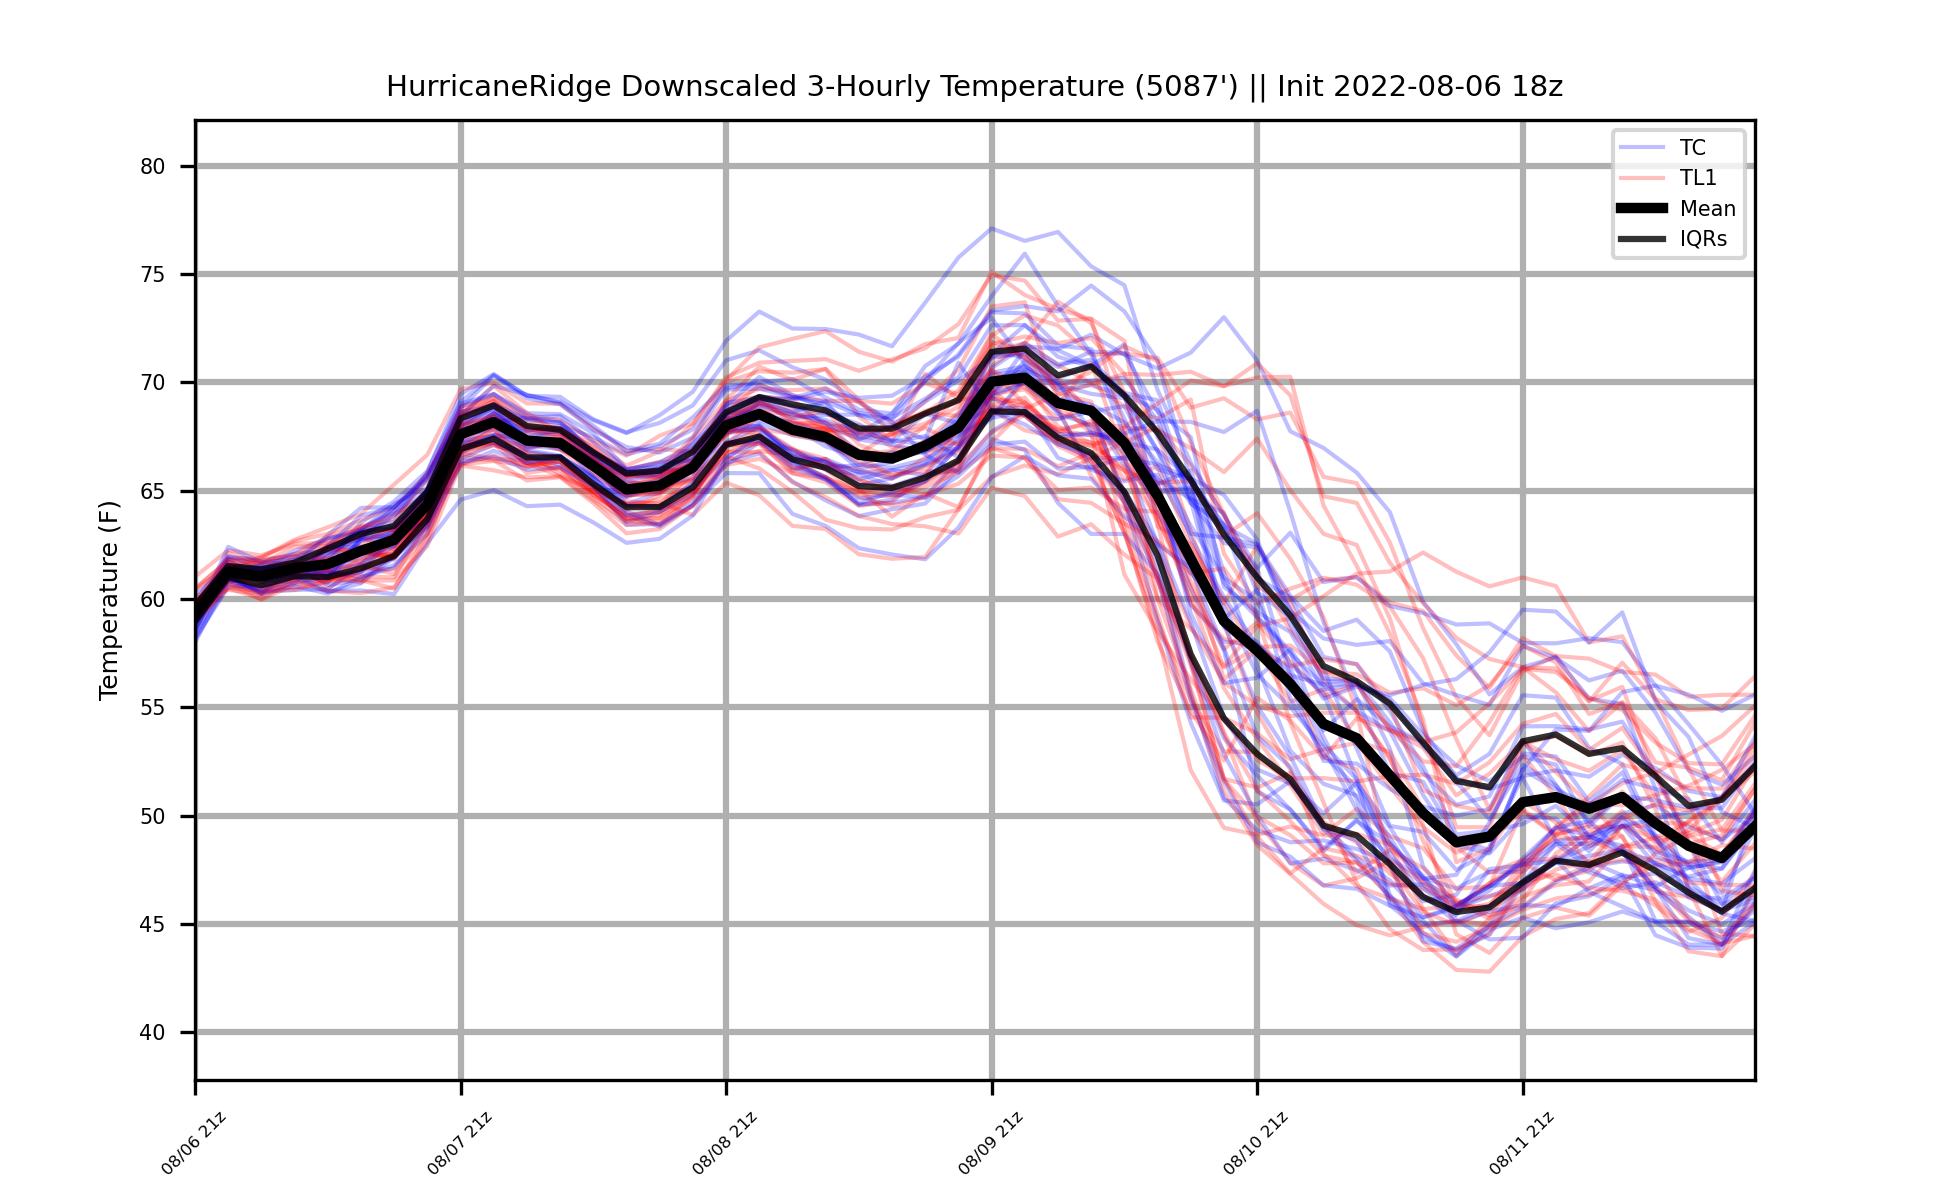 HurricaneRidge Downscaled 3-Hourly Temperature (5087') || Init 2022-08-06 18z
TC
TL1
Mean
IQRs
Temperature (F)
80
75
70
65
60
55
50
45
40
08/06 21z
08/07 21z
08/08 21z
08/09 21z
08/10 21z
08/11 21z